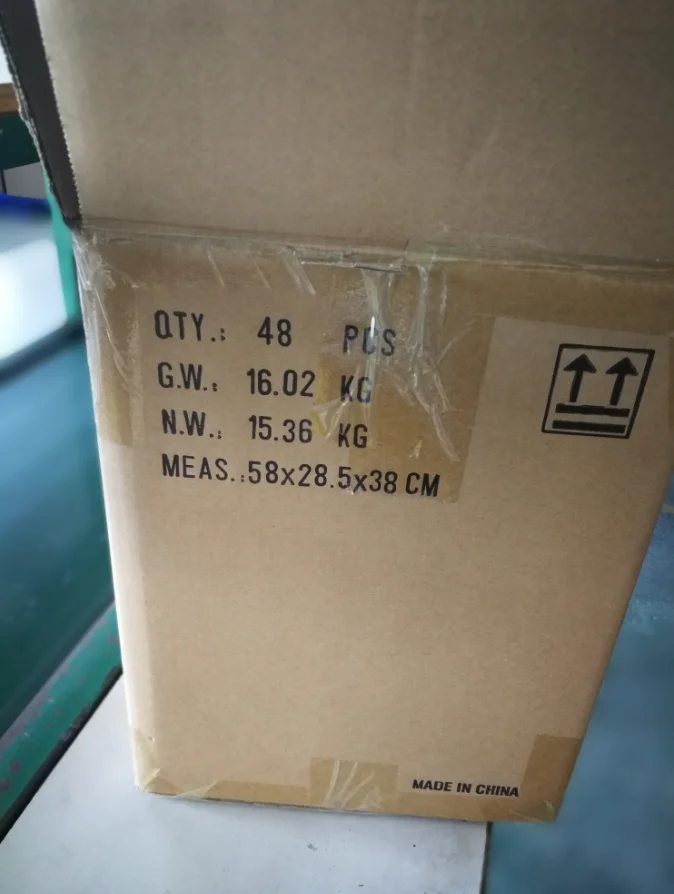 QTY.: 48 PCS
G.W.: 16.02 KG
N.W.: 15.36 KG
MEAS.:58x28.5x38 CM
MADE IN CHINA